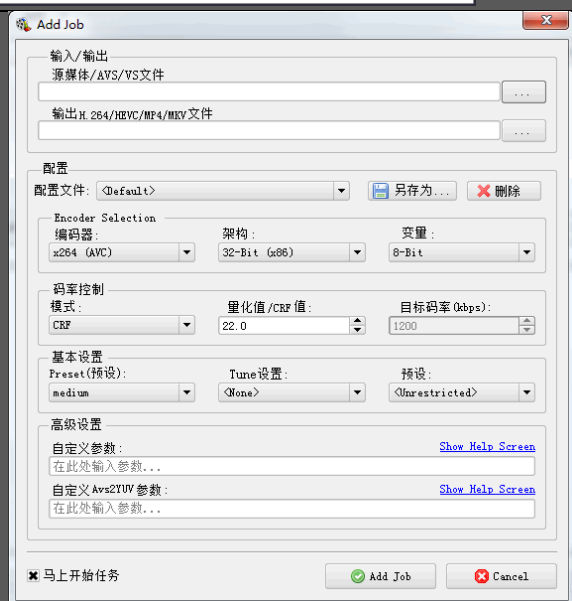 Add Job
输入/输出
源媒体/AVS/VS文件
...
输出H.264/HEVC/MP4/MKV文件
...
配置
配置文件: <Default> 另存为... 删除
Encoder Selection
编码器: 架构: 变量:
x264 (AVC) 32-Bit (x86) 8-Bit
码率控制
模式: 量化值/CRF值: 目标码率(kbps):
CRF 22.0 1200
基本设置
Preset(预设): Tune设置: 预设:
medium <None> <Unrestricted>
高级设置
自定义参数: Show Help Screen
在此处输入参数...
自定义Avs2YUV参数: Show Help Screen
在此处输入参数...
马上开始任务 Add Job Cancel